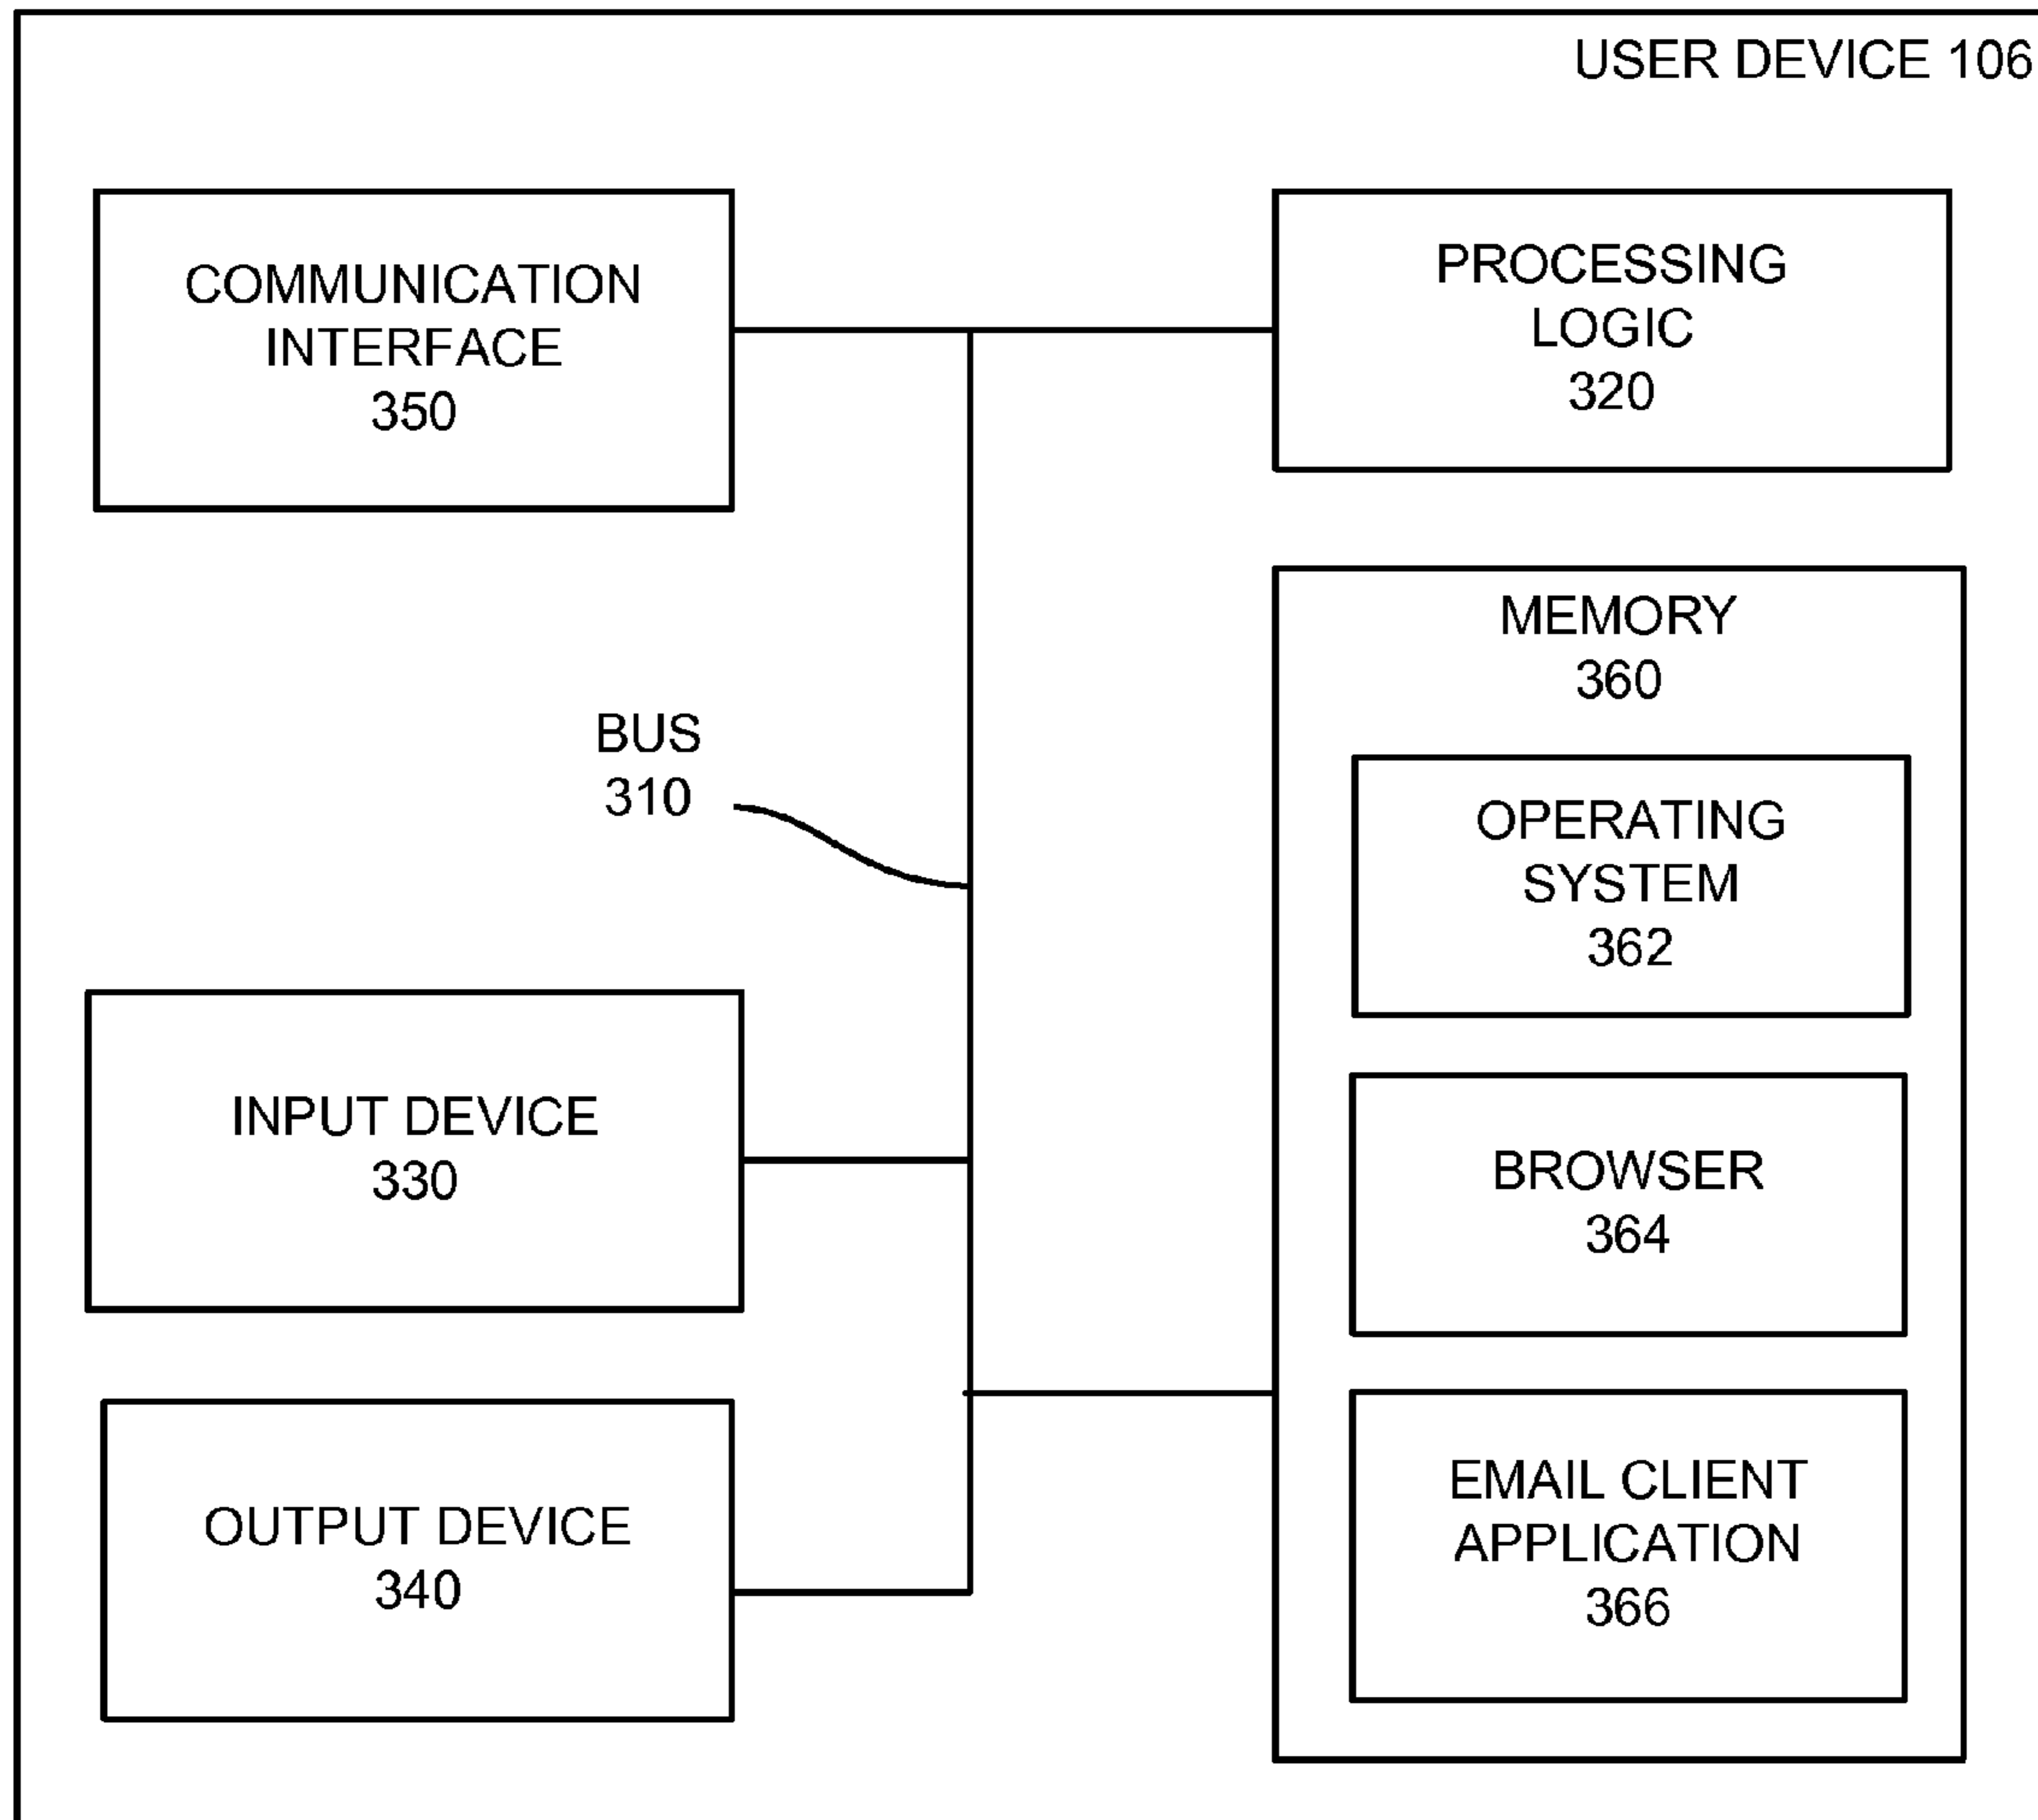 USER DEVICE 106
COMMUNICATION
INTERFACE
350
PROCESSING
LOGIC
320
MEMORY
360
BUS
310
OPERATING
SYSTEM
362
INPUT DEVICE
330
BROWSER
364
OUTPUT DEVICE
340
EMAIL CLIENT
APPLICATION
366